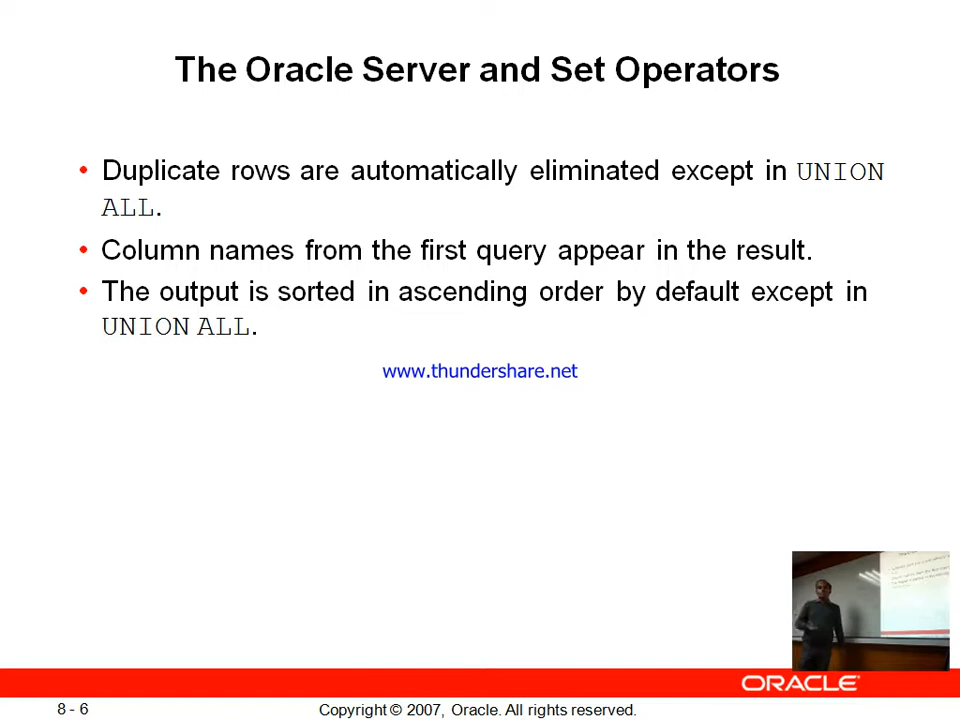 The Oracle Server and Set Operators
• Duplicate rows are automatically eliminated except in UNION
ALL.
• Column names from the first query appear in the result.
• The output is sorted in ascending order by default except in
UNION ALL.
www.thundershare.net
ORACLE
8 - 6
Copyright © 2007, Oracle. All rights reserved.